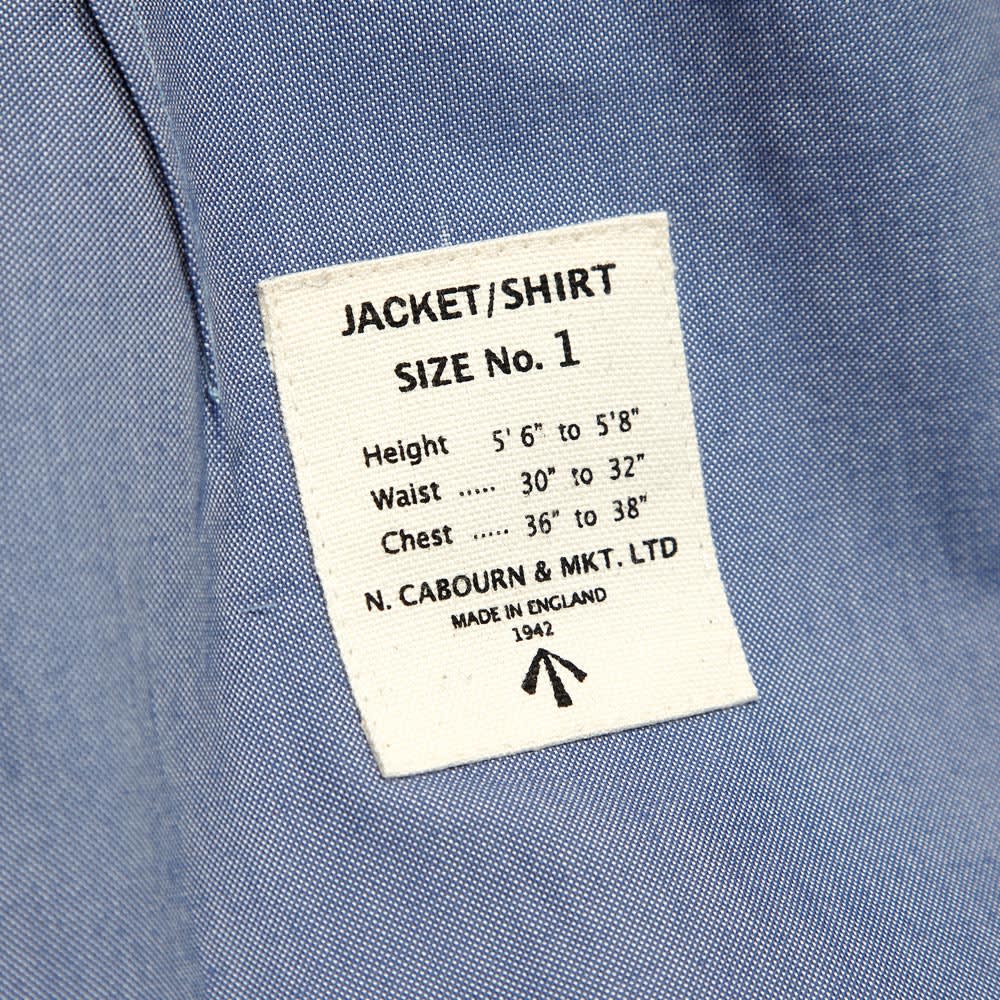 JACKET/SHIRT
SIZE No. 1
Height 5' 6" to 5'8"
Waist ..... 30" to 32"
Chest ..... 36" to 38"
N. CABOURN & MKT. LTD
MADE IN ENGLAND
1942